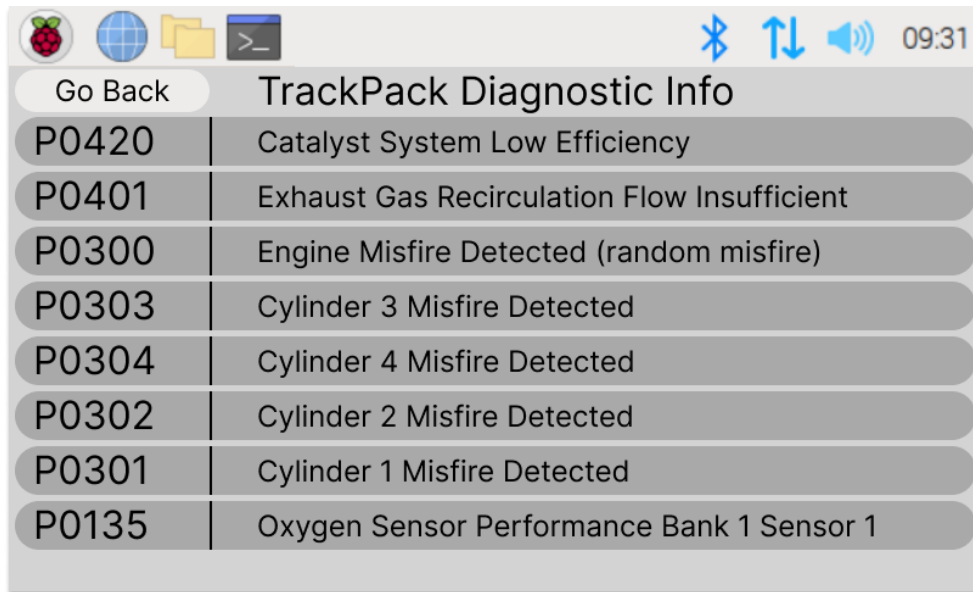 >_ 09:31
Go Back TrackPack Diagnostic Info
P0420 Catalyst System Low Efficiency
P0401 Exhaust Gas Recirculation Flow Insufficient
P0300 Engine Misfire Detected (random misfire)
P0303 Cylinder 3 Misfire Detected
P0304 Cylinder 4 Misfire Detected
P0302 Cylinder 2 Misfire Detected
P0301 Cylinder 1 Misfire Detected
P0135 Oxygen Sensor Performance Bank 1 Sensor 1